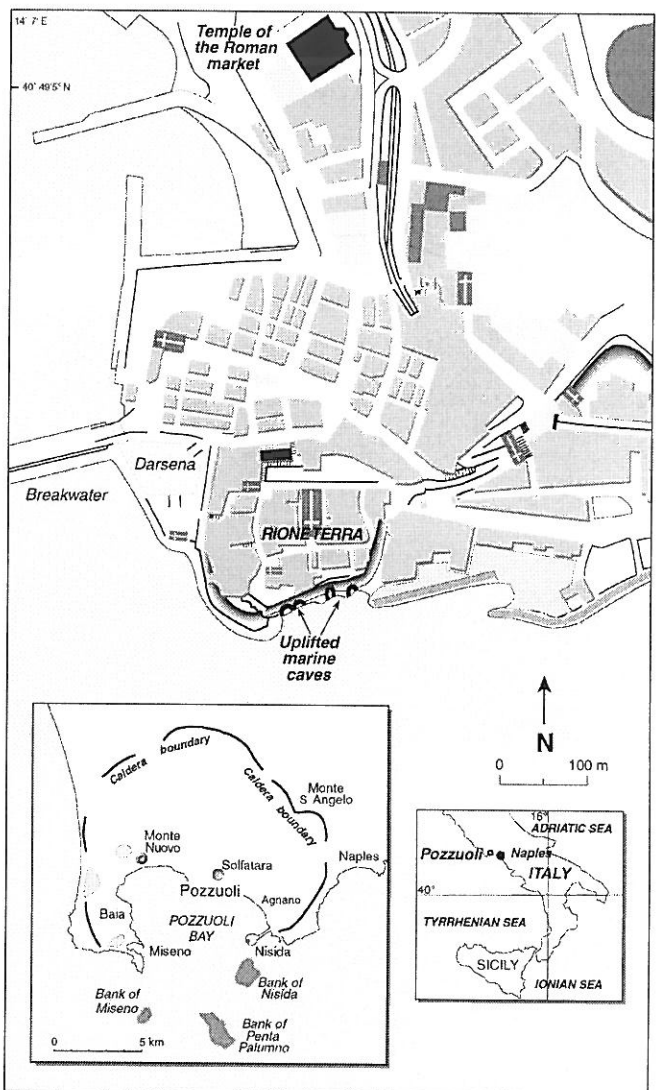 14° 7' E
Temple of
the Roman
market
40° 49,5° N
Darsena
Breakwater
RIONE TERRA
Uplifted
marine
caves
N
0 100 m
Caldera boundary
Caldera boundary
Monte
S. Angelo
Monte
Nuovo
Solfatara
Naples
Pozzuoli
Agnano
Baia
POZZUOLI
BAY
Miseno
Nisida
Bank of
Nisida
Bank of
Miseno
Bank of
Penta
Palumno
0 5 km
16°
ADRIATIC SEA
Pozzuoli
Naples
ITALY
40°
TYRRHENIAN SEA
SICILY
IONIAN SEA